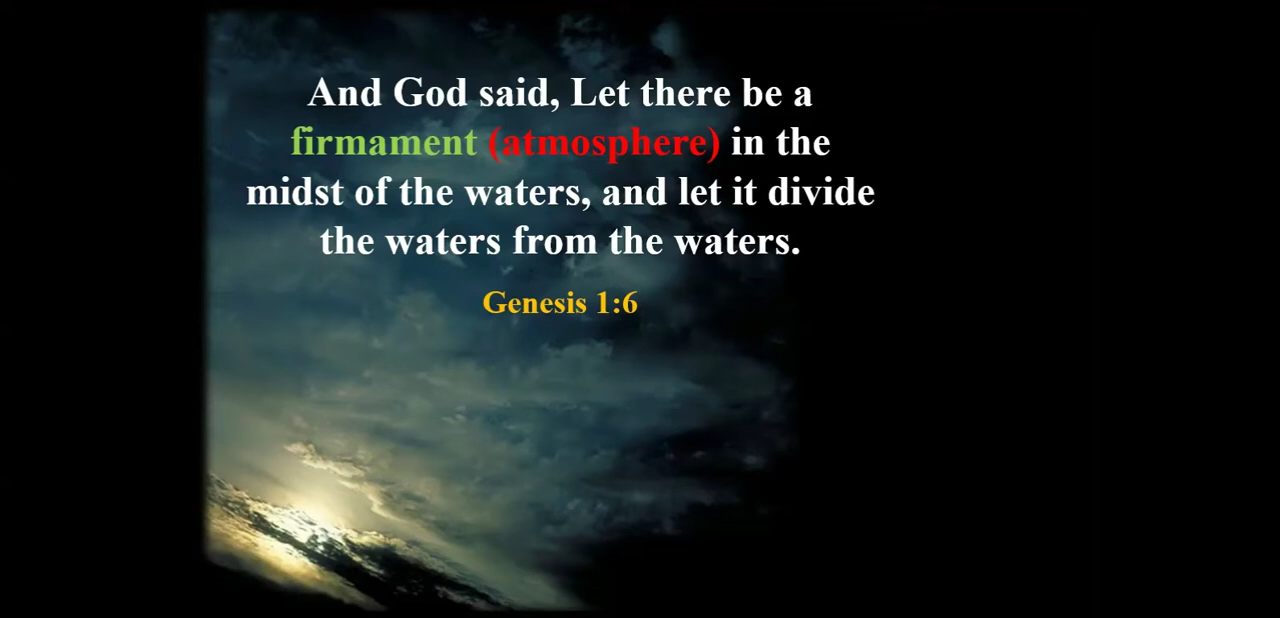 And God said, Let there be a
firmament (atmosphere) in the
midst of the waters, and let it divide
the waters from the waters.
Genesis 1:6